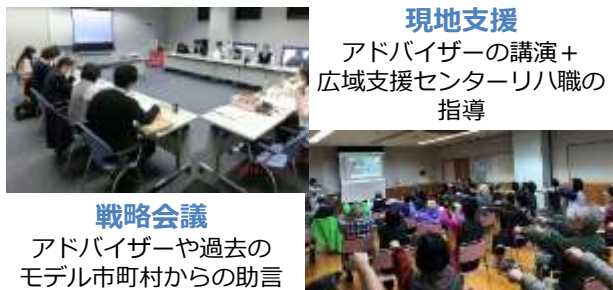 現地支援
アドバイザーの講演+
広域支援センターリハ職の
指導
戦略会議
アドバイザーや過去の
モデル市町村からの助言